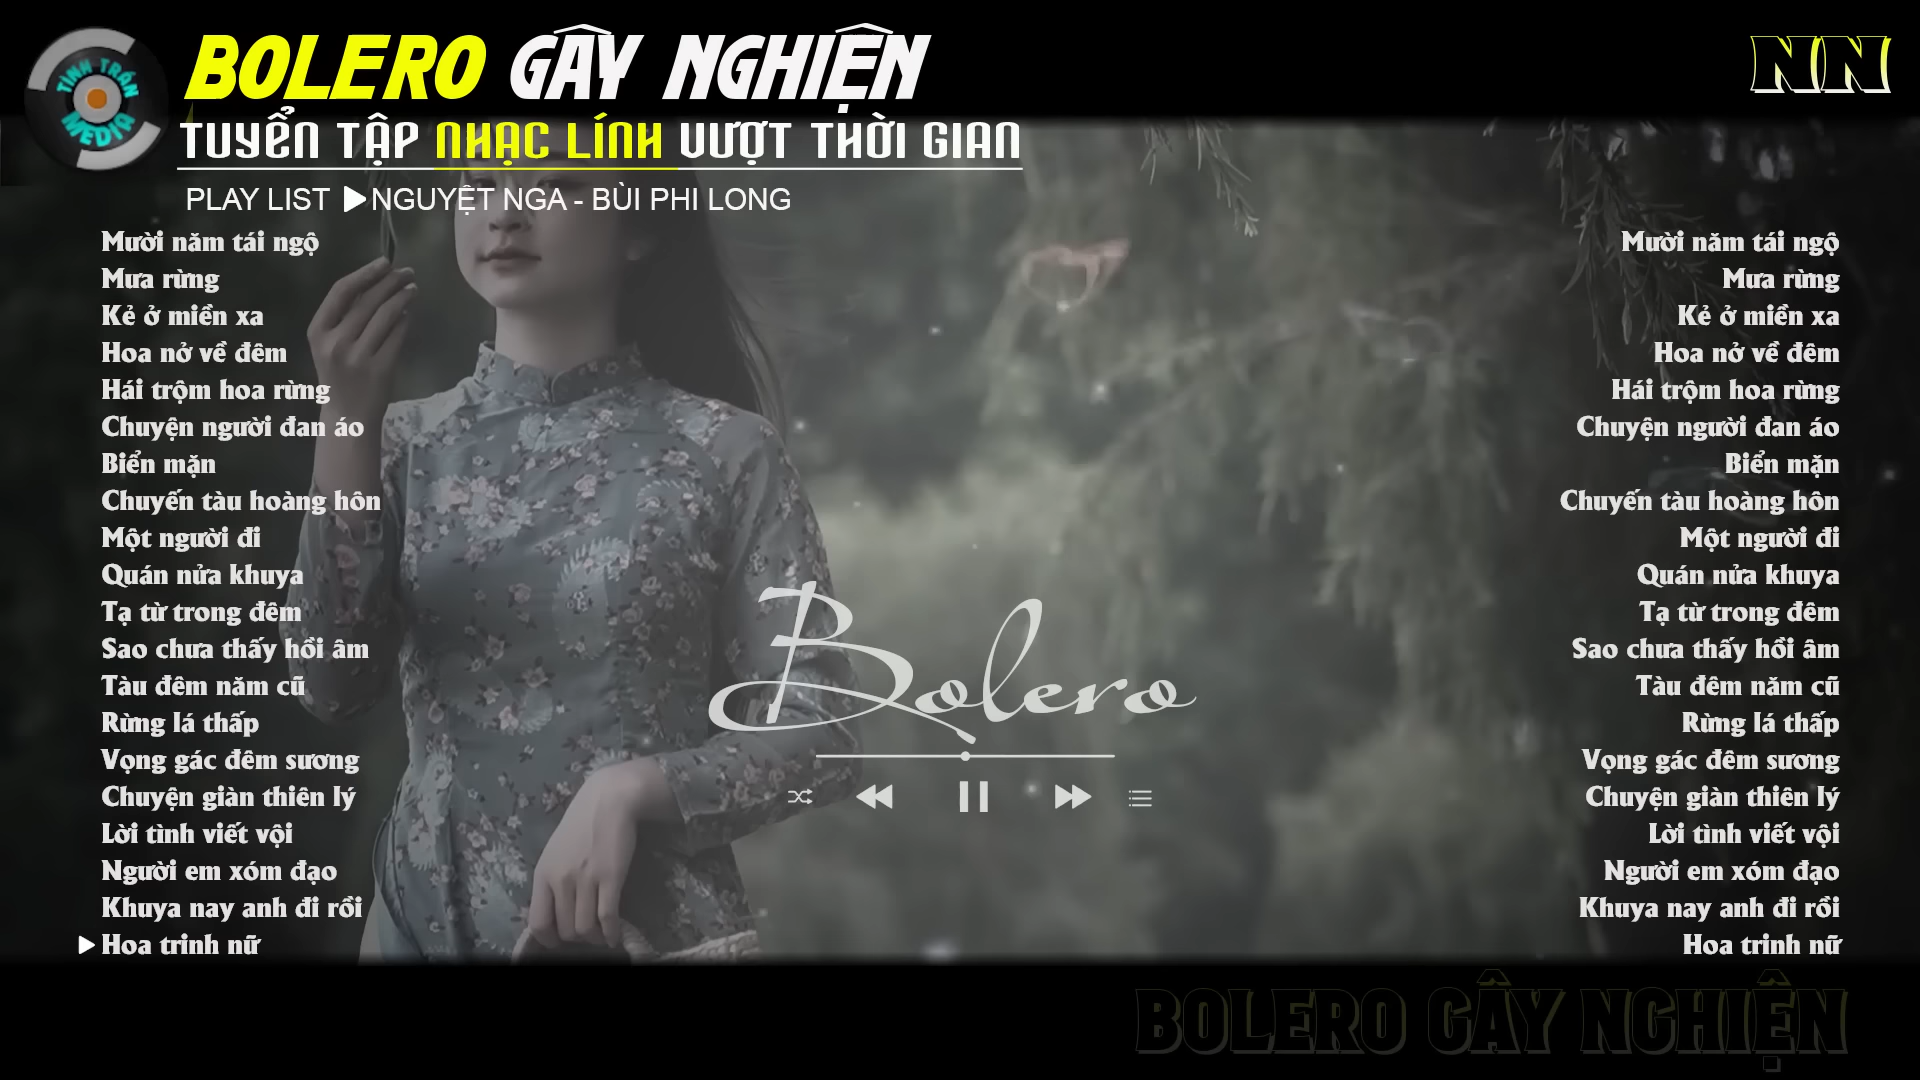 TÌNH TRẦN
MEDIA
BOLERO GÂY NGHIỆN
NN
TUYỂN TẬP NHẠC LÍNH VƯỢT THỜI GIAN
PLAY LIST ▶NGUYỆT NGA - BÙI PHI LONG
Mười năm tái ngộ
Mưa rừng
Kẻ ở miền xa
Hoa nở về đêm
Hái trộm hoa rừng
Chuyện người đan áo
Biển mặn
Chuyến tàu hoàng hôn
Một người đi
Quán nửa khuya
Tạ từ trong đêm
Sao chưa thấy hồi âm
Tàu đêm năm cũ
Rừng lá thấp
Vọng gác đêm sương
Chuyện giàn thiên lý
Lời tình viết vội
Người em xóm đạo
Khuya nay anh đi rồi
Hoa trinh nữ
Bolero
Mười năm tái ngộ
Mưa rừng
Kẻ ở miền xa
Hoa nở về đêm
Hái trộm hoa rừng
Chuyện người đan áo
Biển mặn
Chuyến tàu hoàng hôn
Một người đi
Quán nửa khuya
Tạ từ trong đêm
Sao chưa thấy hồi âm
Tàu đêm năm cũ
Rừng lá thấp
Vọng gác đêm sương
Chuyện giàn thiên lý
Lời tình viết vội
Người em xóm đạo
Khuya nay anh đi rồi
Hoa trinh nữ
BOLERO GÂY NGHIỆN